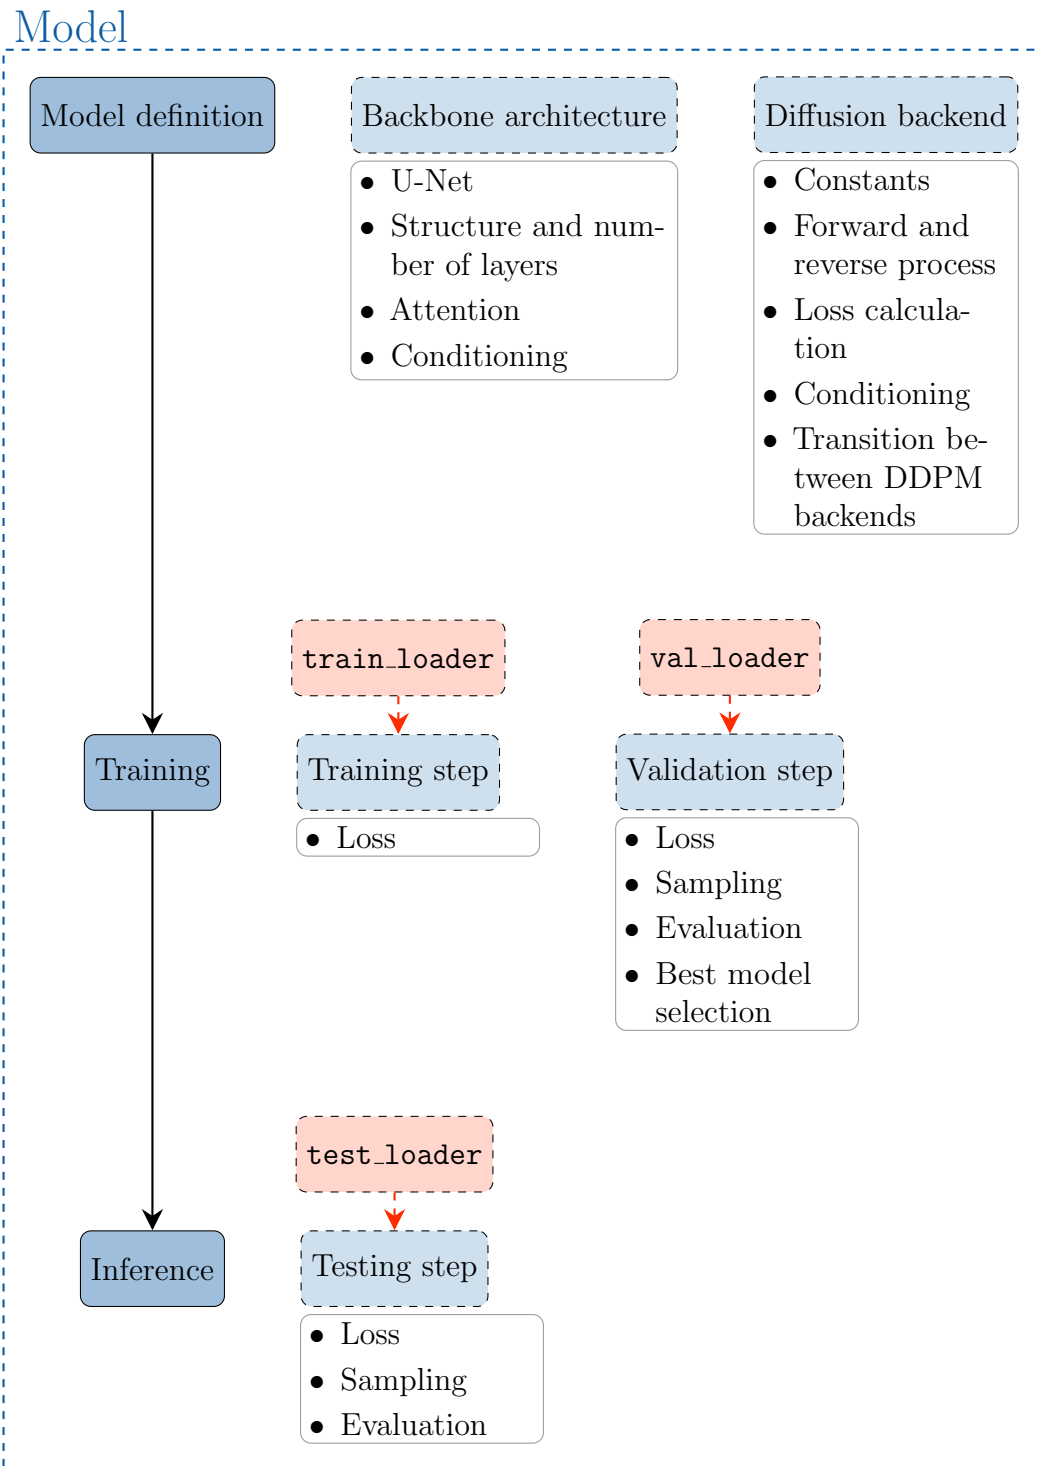 Model
Model definition
Backbone architecture
• U-Net
• Structure and num-
ber of layers
• Attention
• Conditioning
Diffusion backend
• Constants
• Forward and
reverse process
• Loss calcula-
tion
• Conditioning
• Transition be-
tween DDPM
backends
train_loader
val_loader
Training
Training step
• Loss
Validation step
• Loss
• Sampling
• Evaluation
• Best model
selection
test_loader
Inference
Testing step
• Loss
• Sampling
• Evaluation